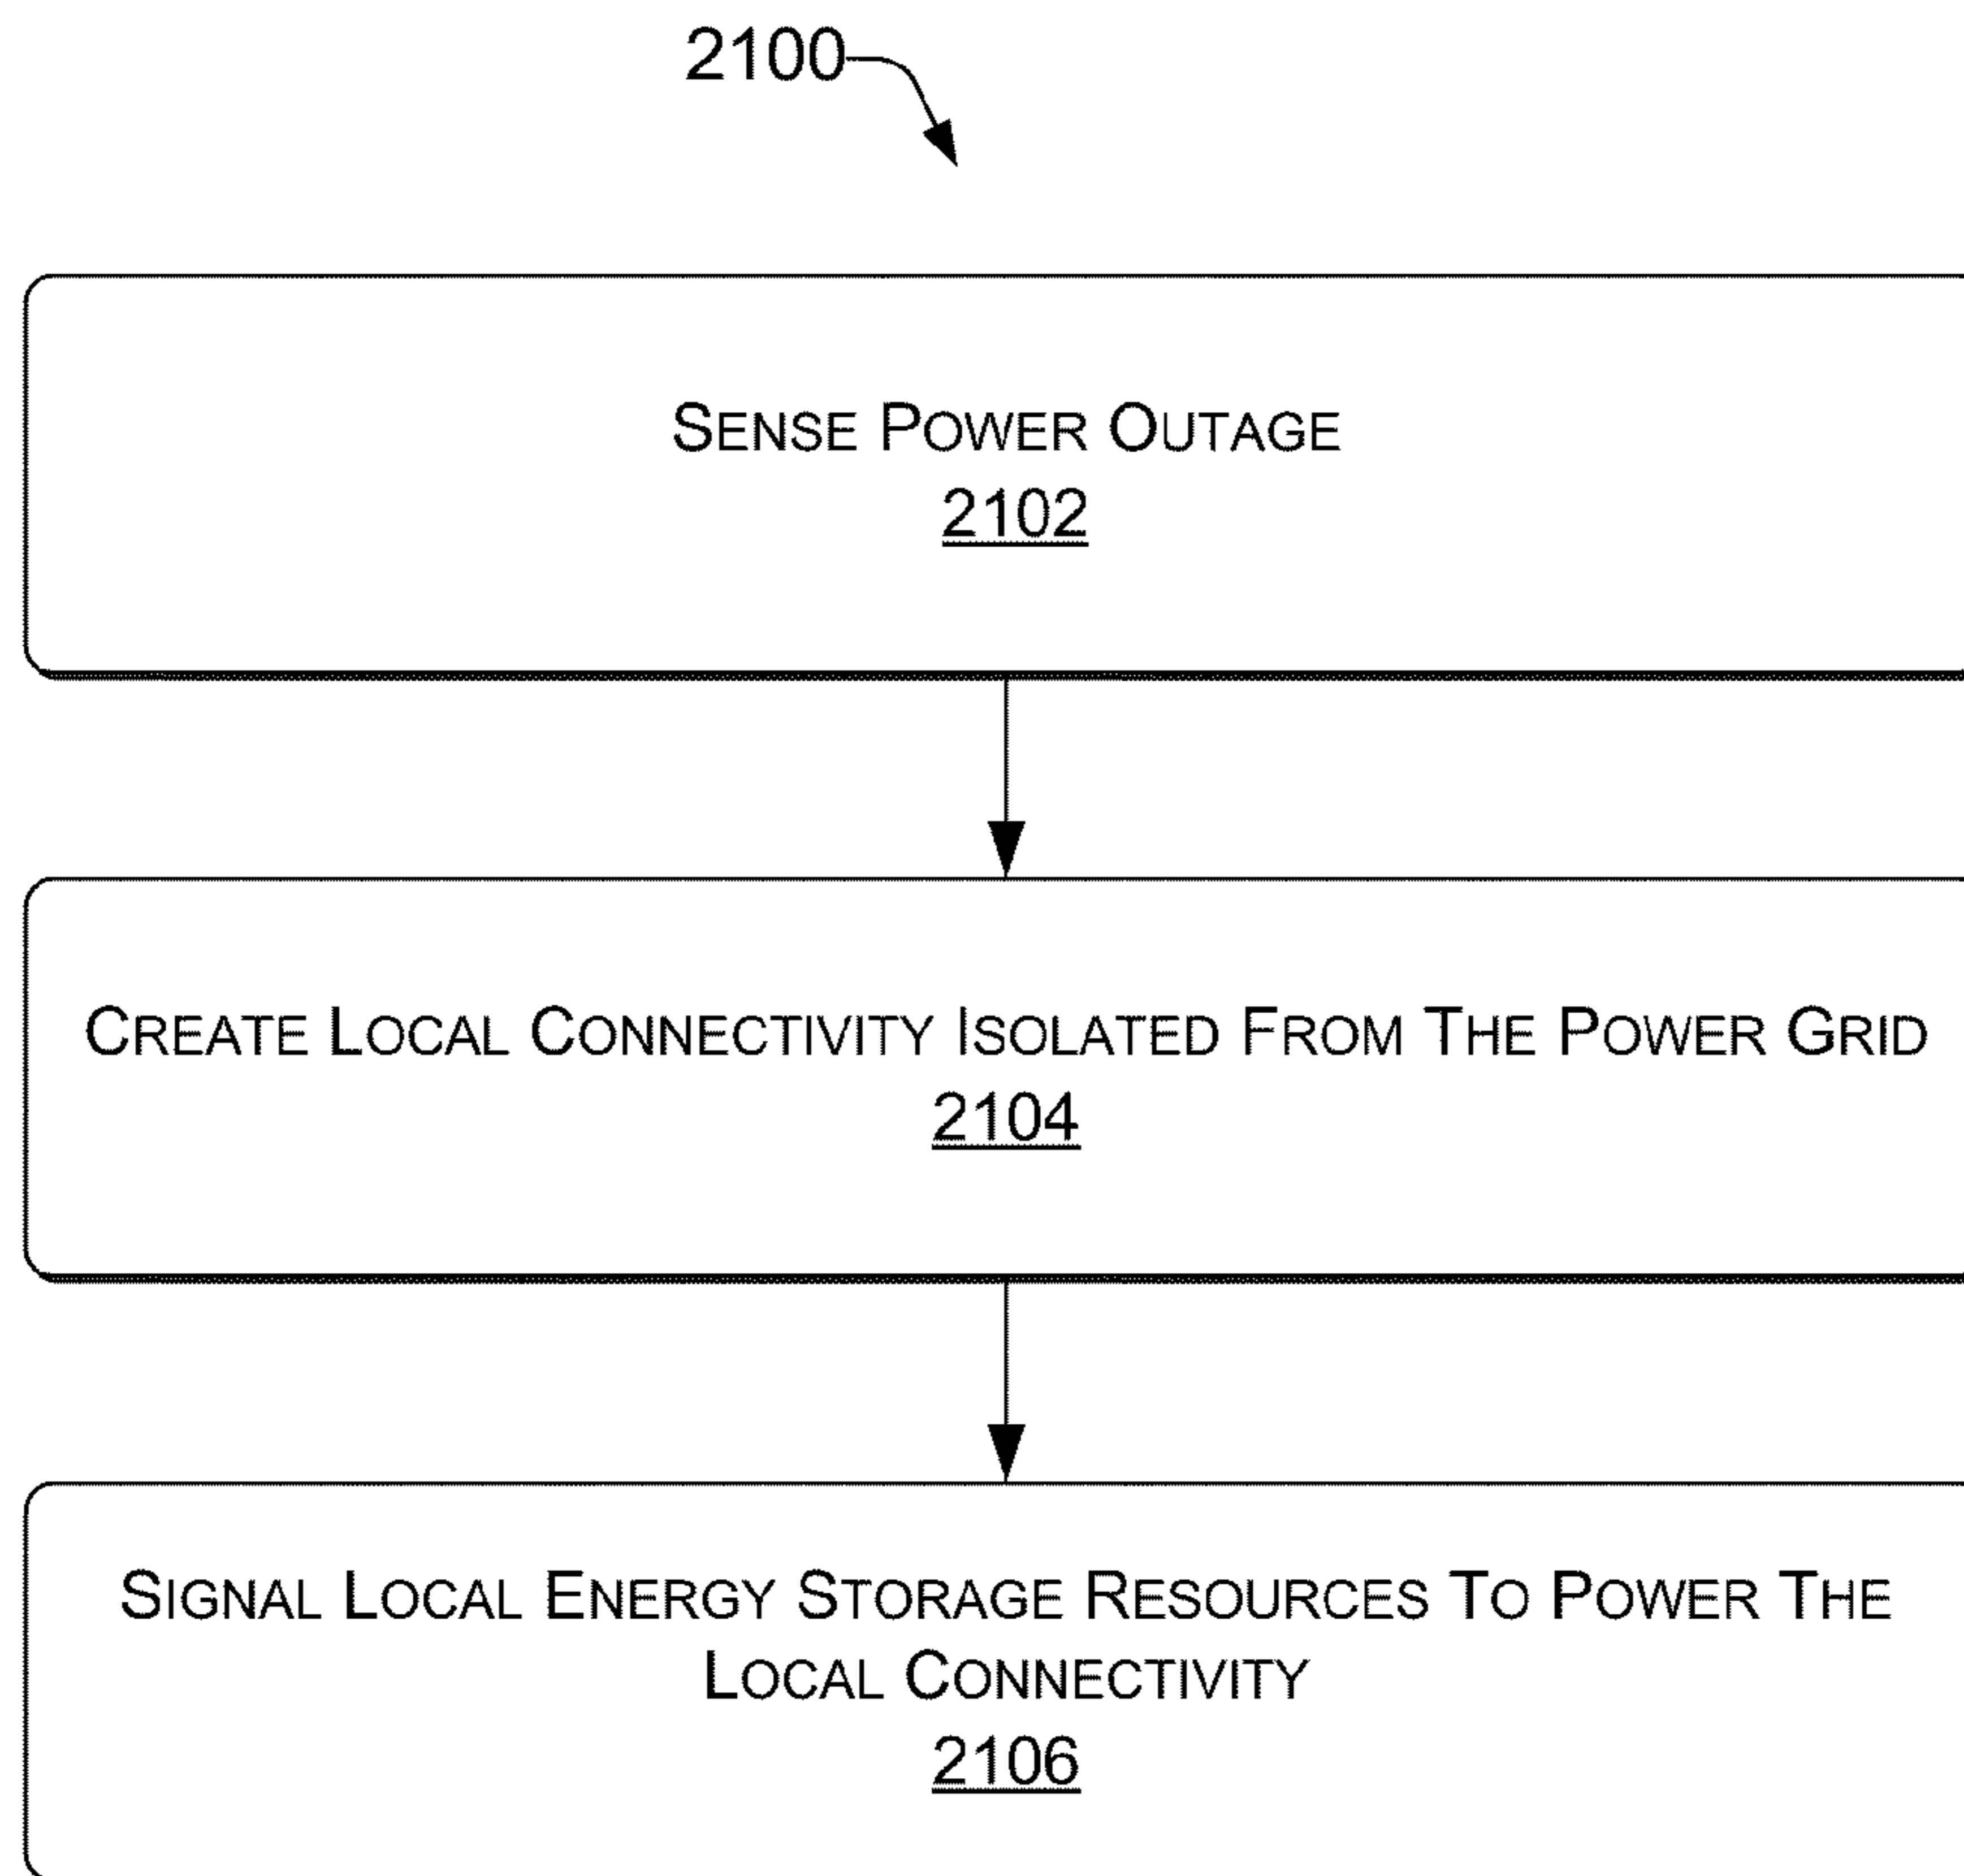 2100
SENSE POWER OUTAGE
2102
CREATE LOCAL CONNECTIVITY ISOLATED FROM THE POWER GRID
2104
SIGNAL LOCAL ENERGY STORAGE RESOURCES TO POWER THE
LOCAL CONNECTIVITY
2106